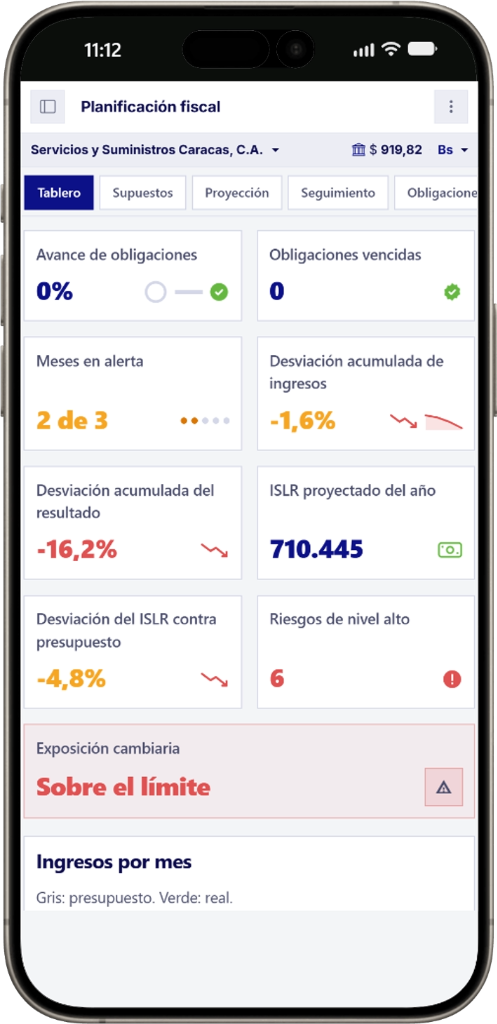 11:12
Planificación fiscal
Servicios y Suministros Caracas, C.A.
$ 919,82
Bs
Tablero
Supuestos
Proyección
Seguimiento
Obligacione
Avance de obligaciones
0%
Obligaciones vencidas
0
Meses en alerta
2 de 3
Desviación acumulada de
ingresos
-1,6%
Desviación acumulada del
resultado
-16,2%
ISLR proyectado del año
710.445
Desviación del ISLR contra
presupuesto
-4,8%
Riesgos de nivel alto
6
Exposición cambiaria
Sobre el límite
Ingresos por mes
Gris: presupuesto. Verde: real.